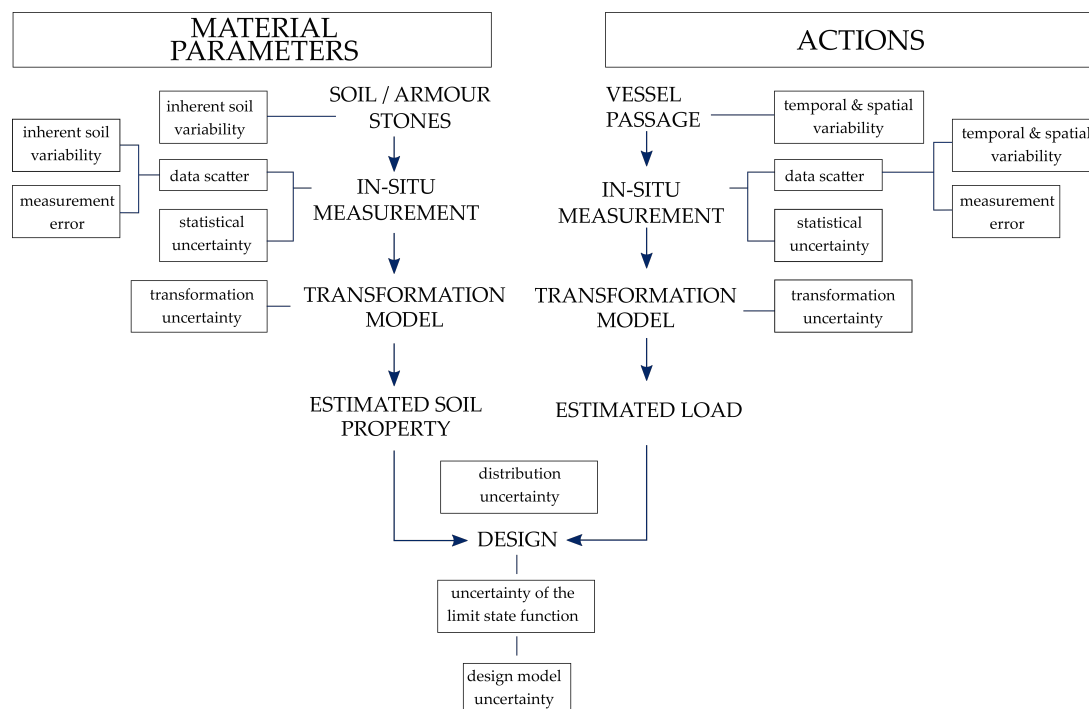 MATERIAL
PARAMETERS
ACTIONS
inherent soil
variability
SOIL / ARMOUR
STONES
VESSEL
PASSAGE
temporal & spatial
variability
inherent soil
variability
measurement
error
data scatter
statistical
uncertainty
IN-SITU
MEASUREMENT
IN-SITU
MEASUREMENT
data scatter
statistical
uncertainty
temporal & spatial
variability
measurement
error
transformation
uncertainty
TRANSFORMATION
MODEL
TRANSFORMATION
MODEL
transformation
uncertainty
ESTIMATED SOIL
PROPERTY
ESTIMATED LOAD
distribution
uncertainty
DESIGN
uncertainty of the
limit state function
design model
uncertainty